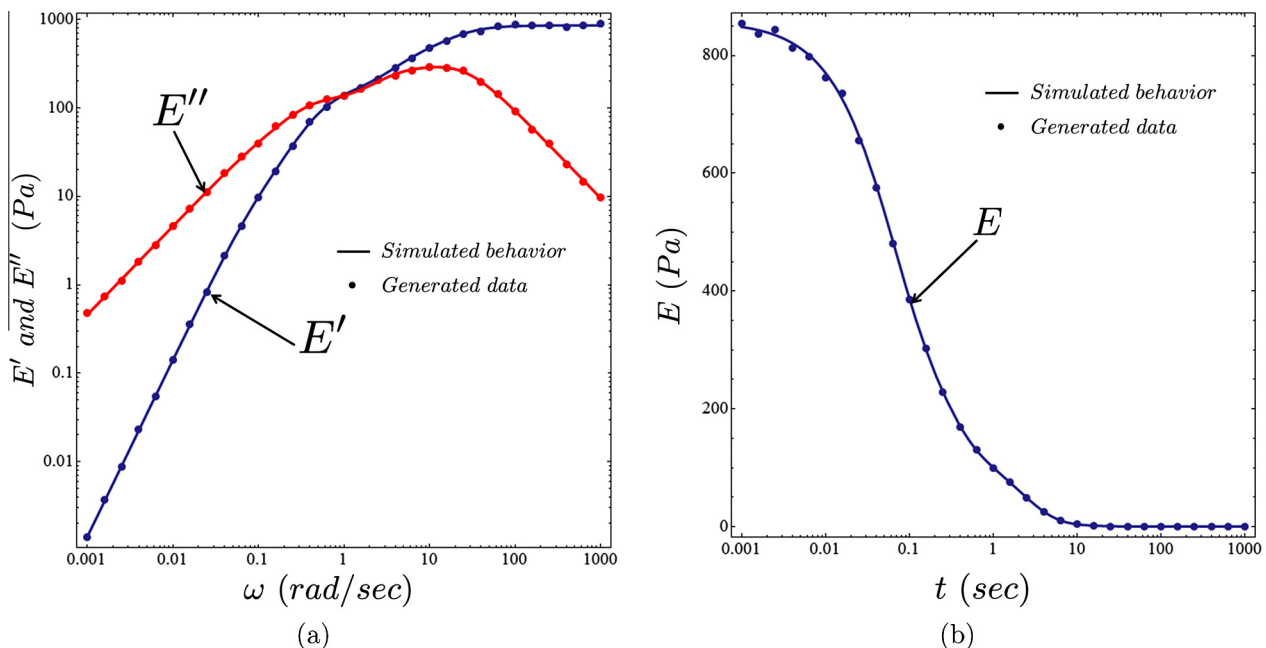 1000
100
10
1
0.1
0.01
E' and E'' (Pa)
E''
E'
Simulated behavior
Generated data
0.001 0.01 0.1 1 10 100 1000
ω (rad/sec)
(a)
800
600
400
200
0
E (Pa)
Simulated behavior
Generated data
E
0.001 0.01 0.1 1 10 100 1000
t (sec)
(b)